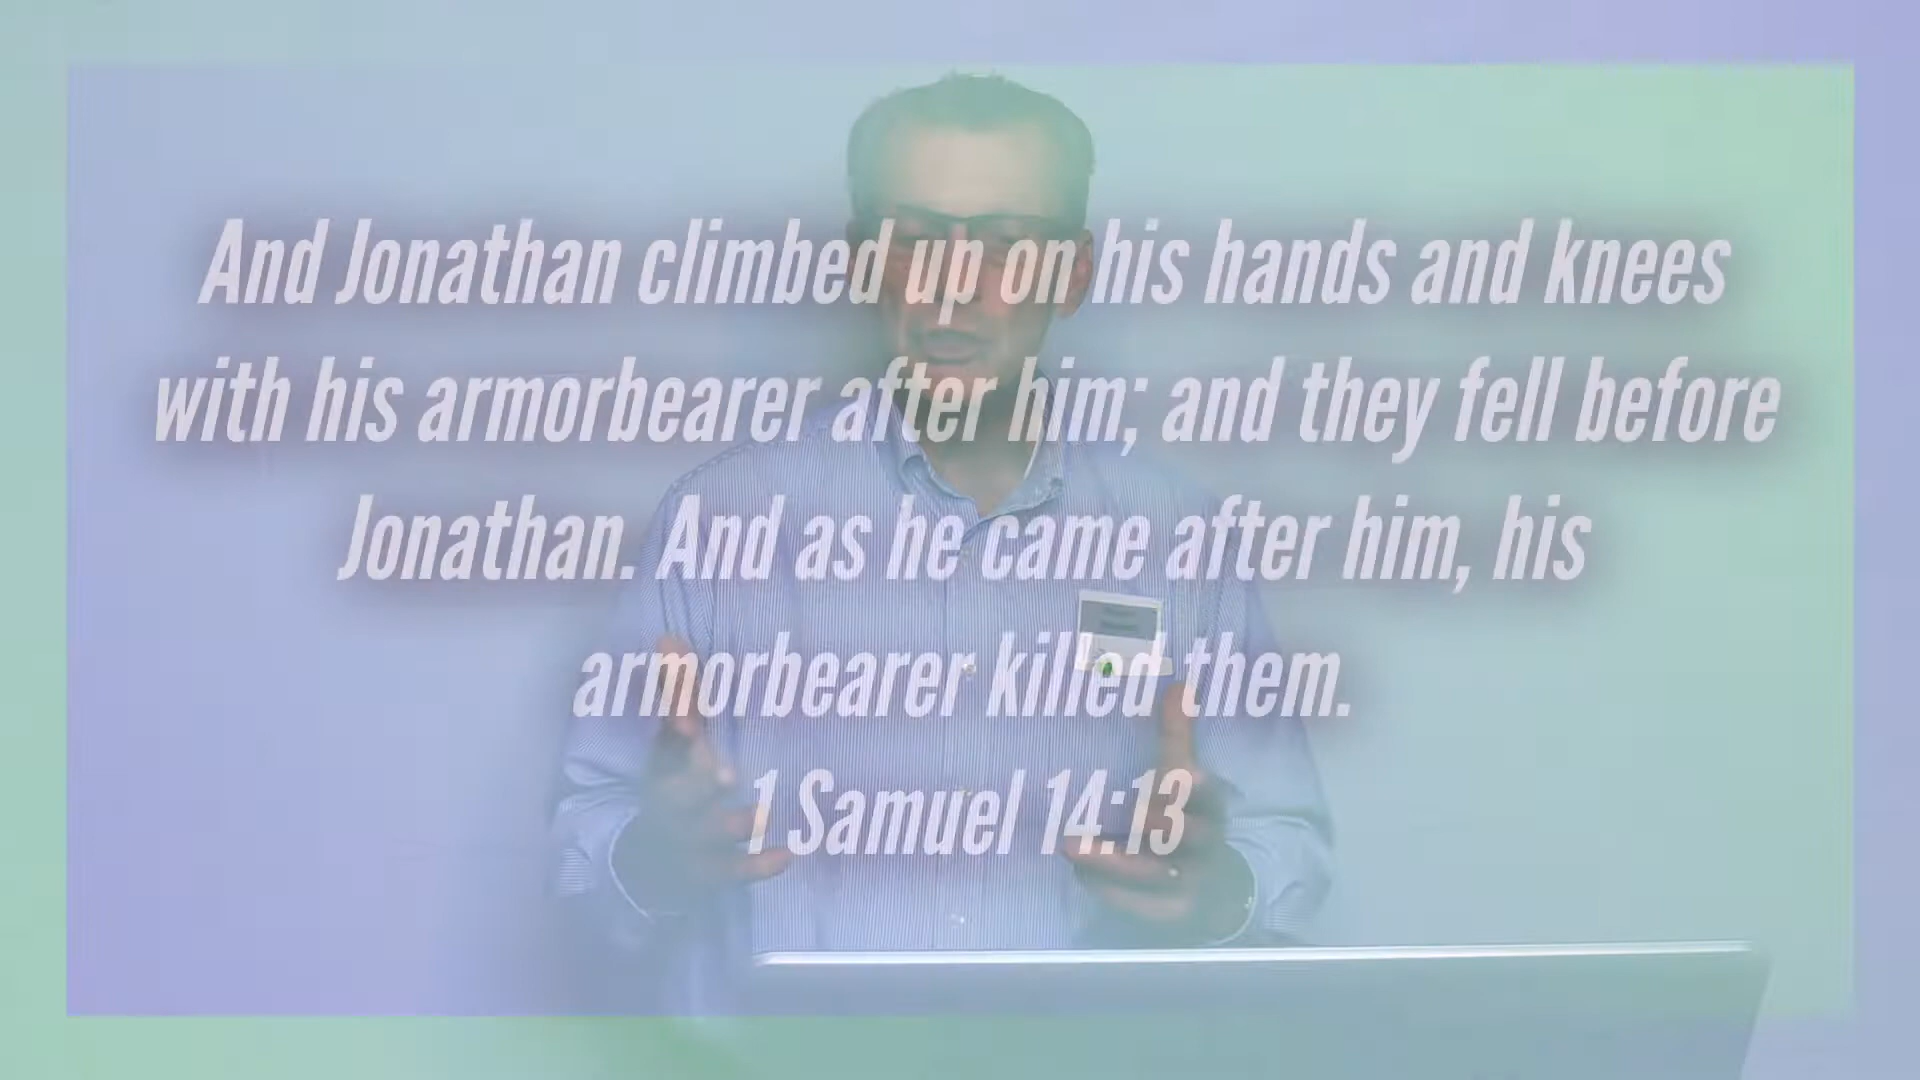 And Jonathan climbed up on his hands and knees
with his armorbearer after him; and they fell before
Jonathan. And as he came after him, his
armorbearer killed them.
1 Samuel 14:13